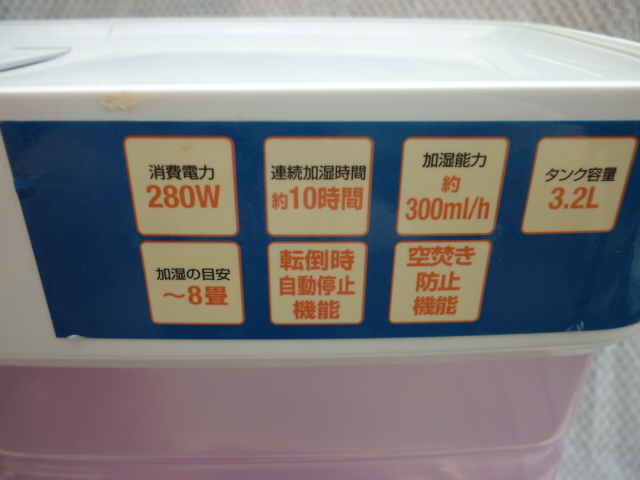 消費電力
280W
連続加湿時間
約10時間
加湿能力
約
300ml/h
タンク容量
3.2L
加湿の目安
～8畳
転倒時
自動停止
機能
空焚き
防止
機能